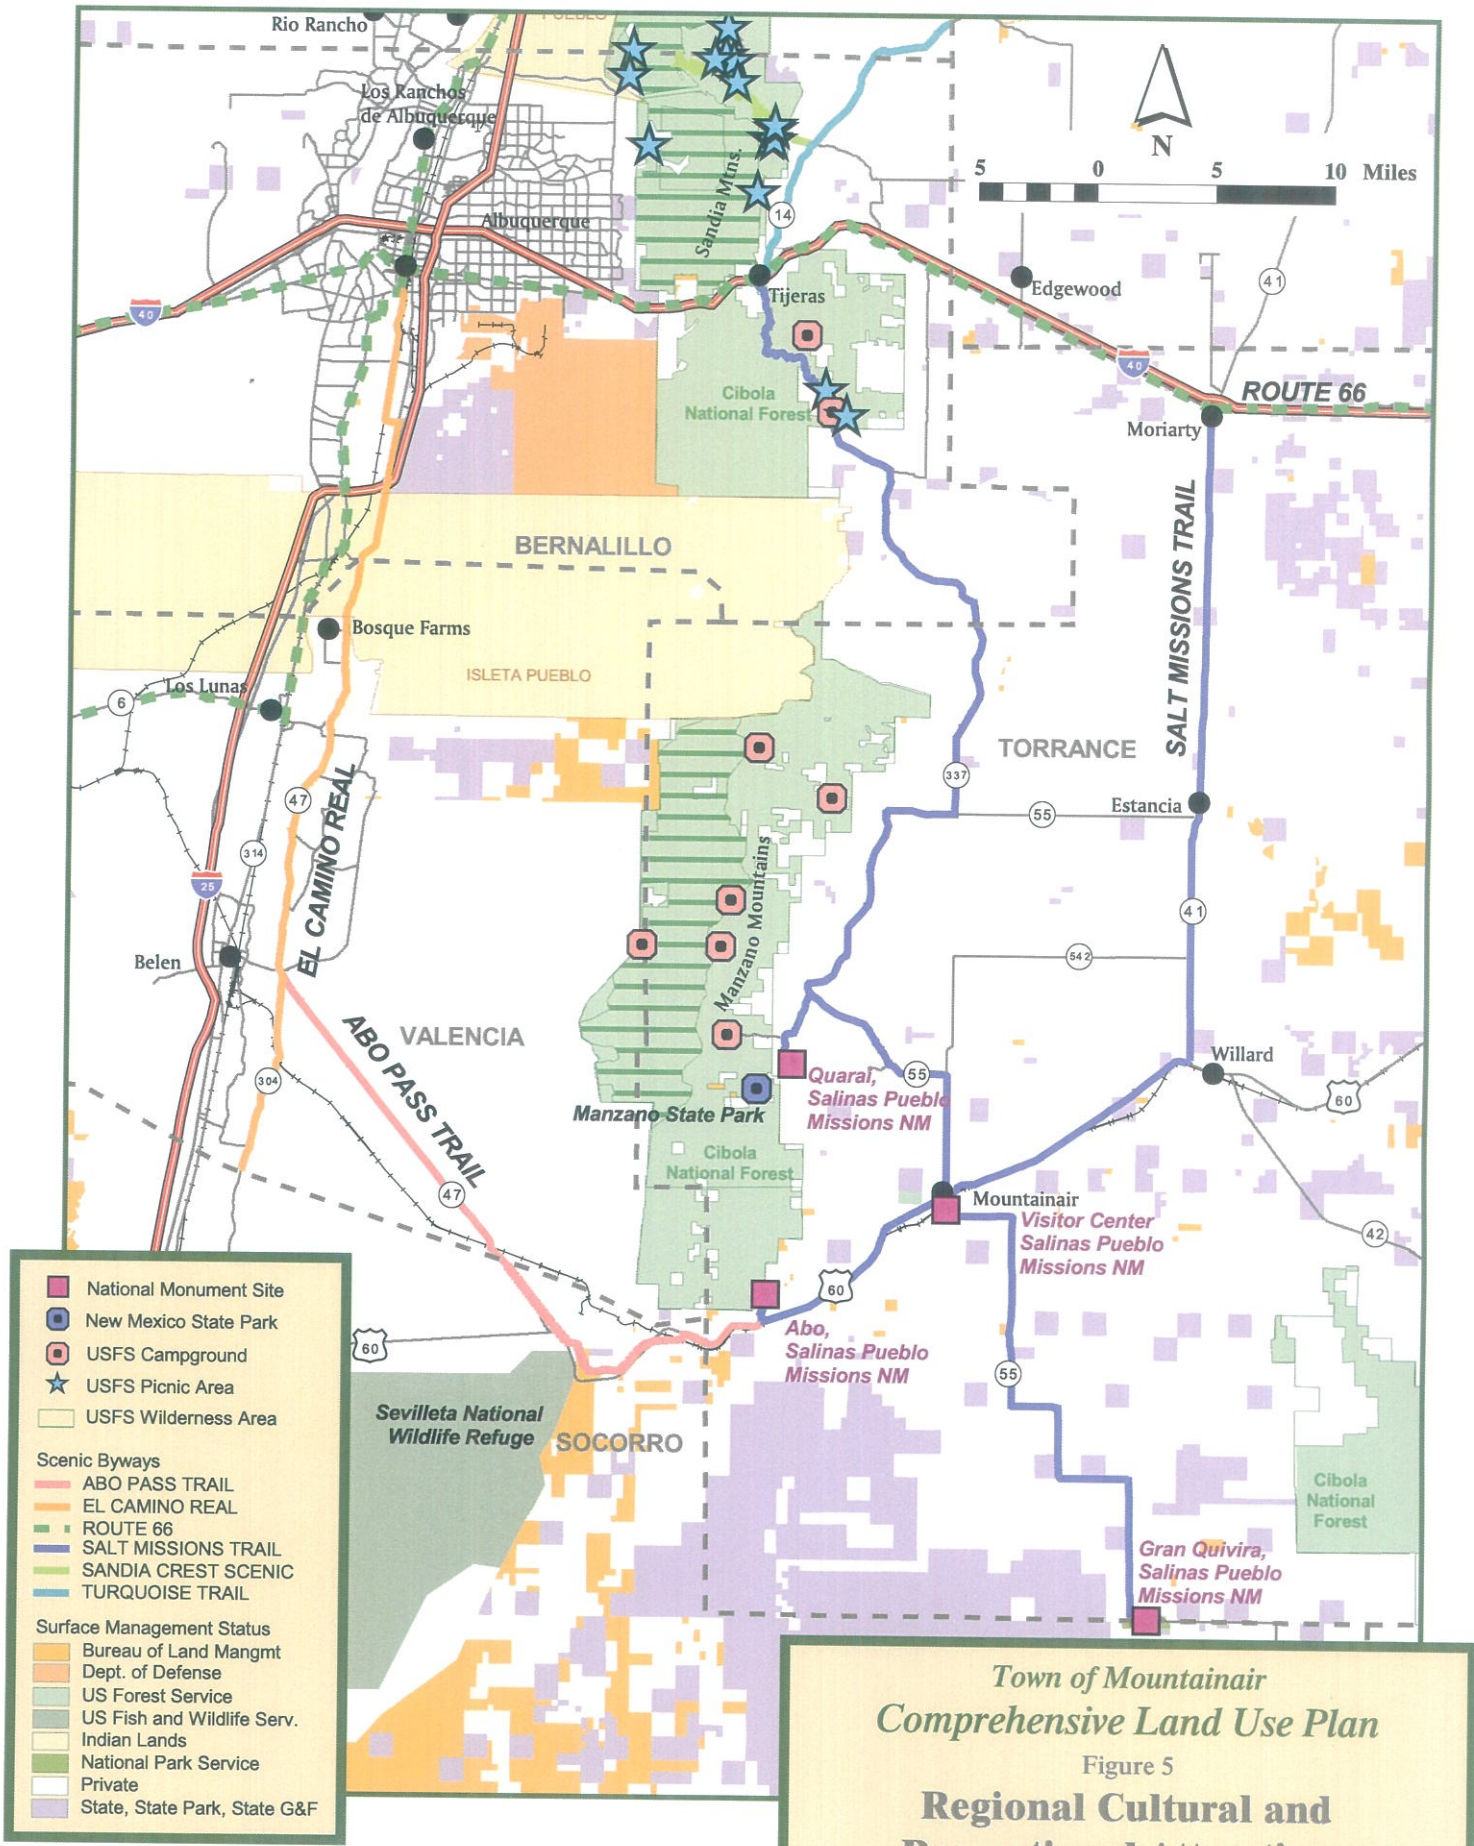 PUEBLO
Rio Rancho
Los Ranchos
de Albuquerque
Albuquerque
Sandia Mtns.
14
N
5 0 5 10 Miles
Tijeras
Edgewood
41
40
40
ROUTE 66
Moriarty
Cibola
National Forest
BERNALILLO
SALT MISSIONS TRAIL
Bosque Farms
ISLETA PUEBLO
Los Lunas
6
TORRANCE
337
47
EL CAMINO REAL
55
Estancia
314
25
Manzano Mountains
41
Belen
542
ABO PASS TRAIL
VALENCIA
Willard
304
Quarai,
Salinas Pueblo
Missions NM
55
60
Manzano State Park
Cibola
National Forest
47
Mountainair
Visitor Center
Salinas Pueblo
Missions NM
42
60
60
Abo,
Salinas Pueblo
Missions NM
55
Sevilleta National
Wildlife Refuge
SOCORRO
Cibola
National
Forest
Gran Quivira,
Salinas Pueblo
Missions NM
National Monument Site
New Mexico State Park
USFS Campground
USFS Picnic Area
USFS Wilderness Area
Scenic Byways
ABO PASS TRAIL
EL CAMINO REAL
ROUTE 66
SALT MISSIONS TRAIL
SANDIA CREST SCENIC
TURQUOISE TRAIL
Surface Management Status
Bureau of Land Mangmt
Dept. of Defense
US Forest Service
US Fish and Wildlife Serv.
Indian Lands
National Park Service
Private
State, State Park, State G&F
Town of Mountainair
Comprehensive Land Use Plan
Figure 5
Regional Cultural and